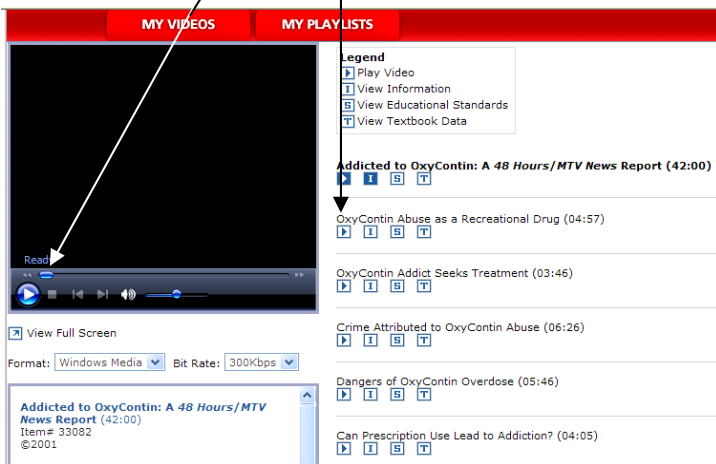 MY VIDEOS
MY PLAYLISTS
Ready
View Full Screen
Format: Windows Media Bit Rate: 300Kbps
Addicted to OxyContin: A 48 Hours/MTV
News Report (42:00)
Item# 33082
©2001
Legend
Play Video
I View Information
S View Educational Standards
T View Textbook Data
Addicted to OxyContin: A 48 Hours/MTV News Report (42:00)
I S T
OxyContin Abuse as a Recreational Drug (04:57)
I S T
OxyContin Addict Seeks Treatment (03:46)
I S T
Crime Attributed to OxyContin Abuse (06:26)
I S T
Dangers of OxyContin Overdose (05:46)
I S T
Can Prescription Use Lead to Addiction? (04:05)
I S T